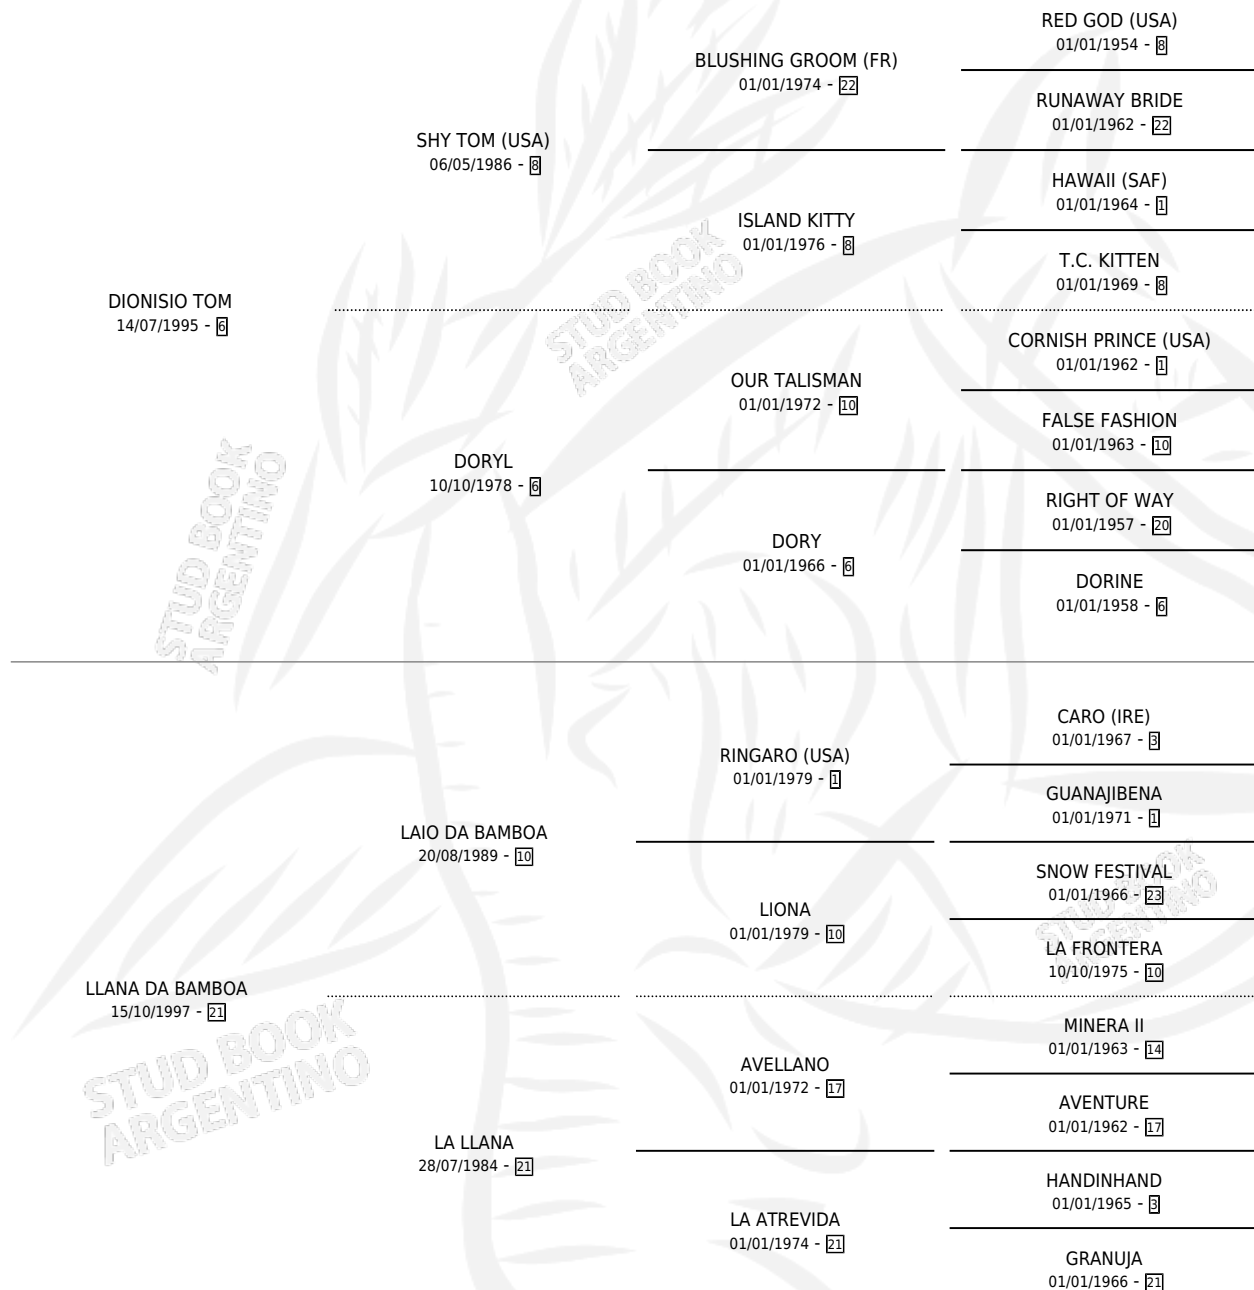 RED GOD (USA)
01/01/1954 - 8
BLUSHING GROOM (FR)
01/01/1974 - 22
RUNAWAY BRIDE
01/01/1962 - 22
SHY TOM (USA)
06/05/1986 - 8
HAWAII (SAF)
01/01/1964 - 1
ISLAND KITTY
01/01/1976 - 8
T.C. KITTEN
01/01/1969 - 8
DIONISIO TOM
14/07/1995 - 6
CORNISH PRINCE (USA)
01/01/1962 - 1
OUR TALISMAN
01/01/1972 - 10
FALSE FASHION
01/01/1963 - 10
DORYL
10/10/1978 - 6
RIGHT OF WAY
01/01/1957 - 20
DORY
01/01/1966 - 6
DORINE
01/01/1958 - 6
CARO (IRE)
01/01/1967 - 3
RINGARO (USA)
01/01/1979 - 1
GUANAJIBENA
01/01/1971 - 1
LAIO DA BAMBOA
20/08/1989 - 10
SNOW FESTIVAL
01/01/1966 - 23
LIONA
01/01/1979 - 10
LA FRONTERA
10/10/1975 - 10
LLANA DA BAMBOA
15/10/1997 - 21
MINERA II
01/01/1963 - 14
AVELLANO
01/01/1972 - 17
AVENTURE
01/01/1962 - 17
LA LLANA
28/07/1984 - 21
HANDINHAND
01/01/1965 - 3
LA ATREVIDA
01/01/1974 - 21
GRANUJA
01/01/1966 - 21
STUD BOOK
ARGENTINO
STUD BOOK
ARGENTINO
STUD BOOK
ARGENTINO
STUD BOOK
ARGENTINO